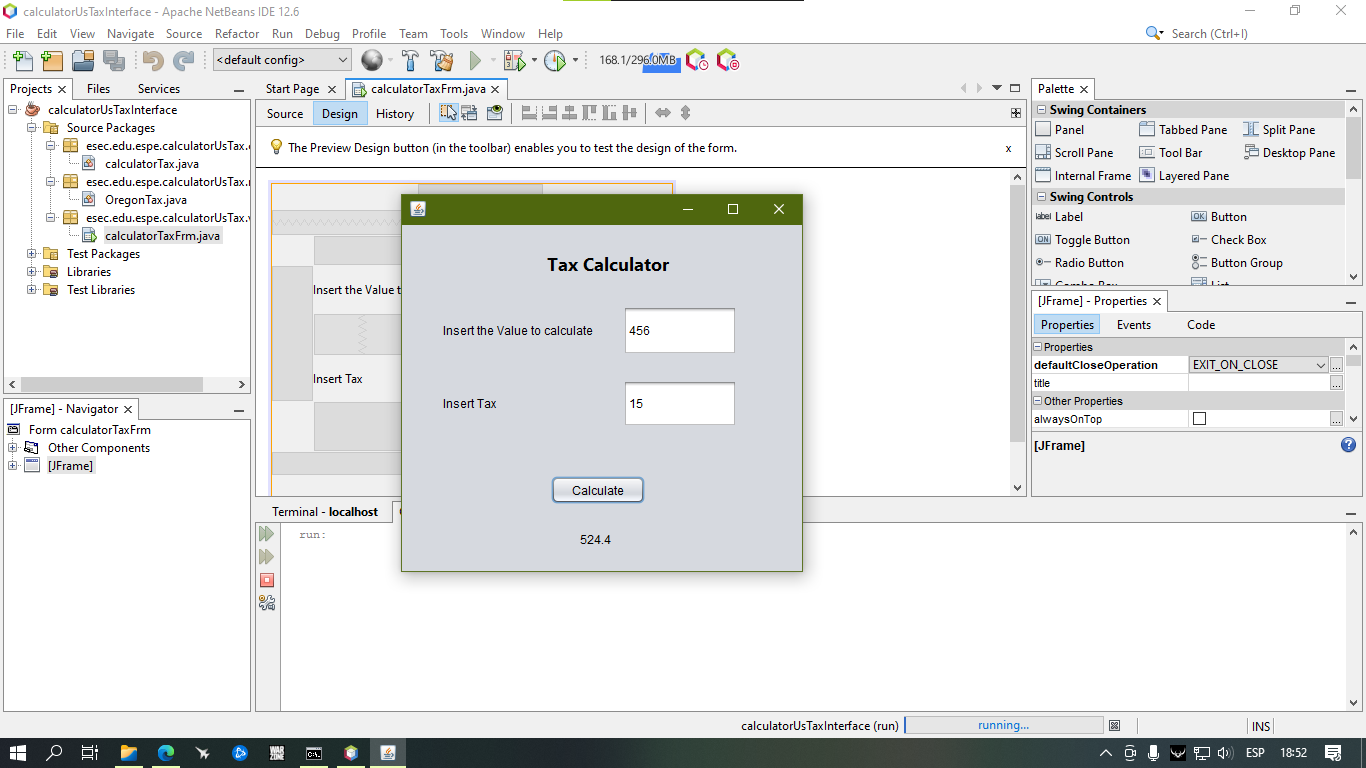 calculatorUsTaxInterface - Apache NetBeans IDE 12.6
File Edit View Navigate Source Refactor Run Debug Profile Team Tools Window Help
Search (Ctrl+I)
<default config>
168.1/296.0MB
Projects Files Services
calculatorUsTaxInterface
Source Packages
esec.edu.espe.calculatorUsTax.
calculatorTax.java
esec.edu.espe.calculatorUsTax.
OregonTax.java
esec.edu.espe.calculatorUsTax.
calculatorTaxFrm.java
Test Packages
Libraries
Test Libraries
[JFrame] - Navigator
Form calculatorTaxFrm
Other Components
[JFrame]
Start Page calculatorTaxFrm.java
Source Design History
The Preview Design button (in the toolbar) enables you to test the design of the form. x
Insert the Value t
Insert Tax
Tax Calculator
Insert the Value to calculate 456
Insert Tax 15
Calculate
524.4
Terminal - localhost
run:
Palette
Swing Containers
Panel Tabbed Pane Split Pane
Scroll Pane Tool Bar Desktop Pane
Internal Frame Layered Pane
Swing Controls
label Label OK Button
ON Toggle Button Check Box
Radio Button Button Group
Combo Box List
[JFrame] - Properties
Properties Events Code
Properties
defaultCloseOperation EXIT_ON_CLOSE ...
title ...
Other Properties
alwaysOnTop ...
[JFrame] ?
calculatorUsTaxInterface (run) running... INS
WAR
ZONE
ESP 18:52